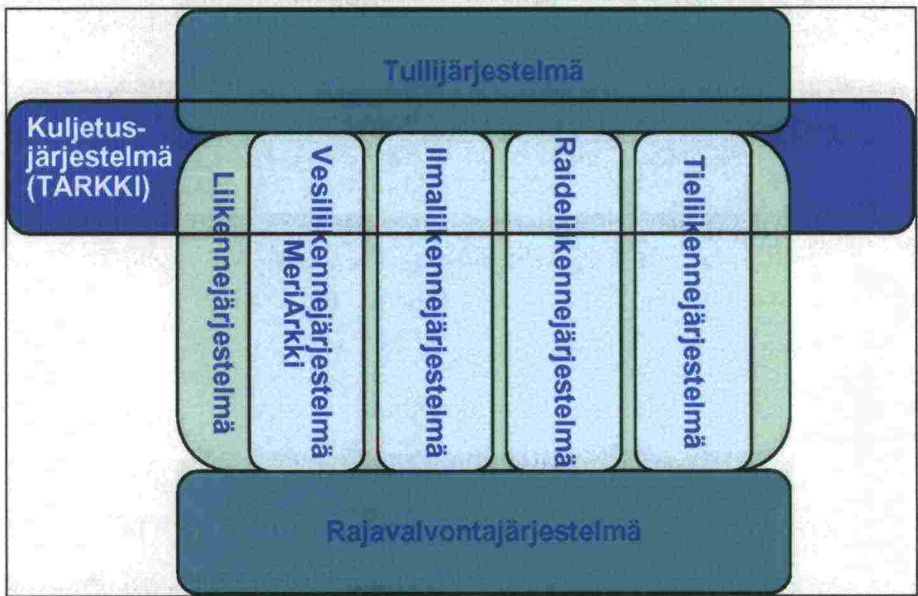 Tullijärjestelmä
Kuljetus-
järjestelmä
(TARKKI)
Liikennejärjestelmä
Vesiliikennejärjestelmä
MeriArkki
Ilmaliikennejärjestelmä
Raideliikennejärjestelmä
Tieliikennejärjestelmä
Rajavalvontajärjestelmä